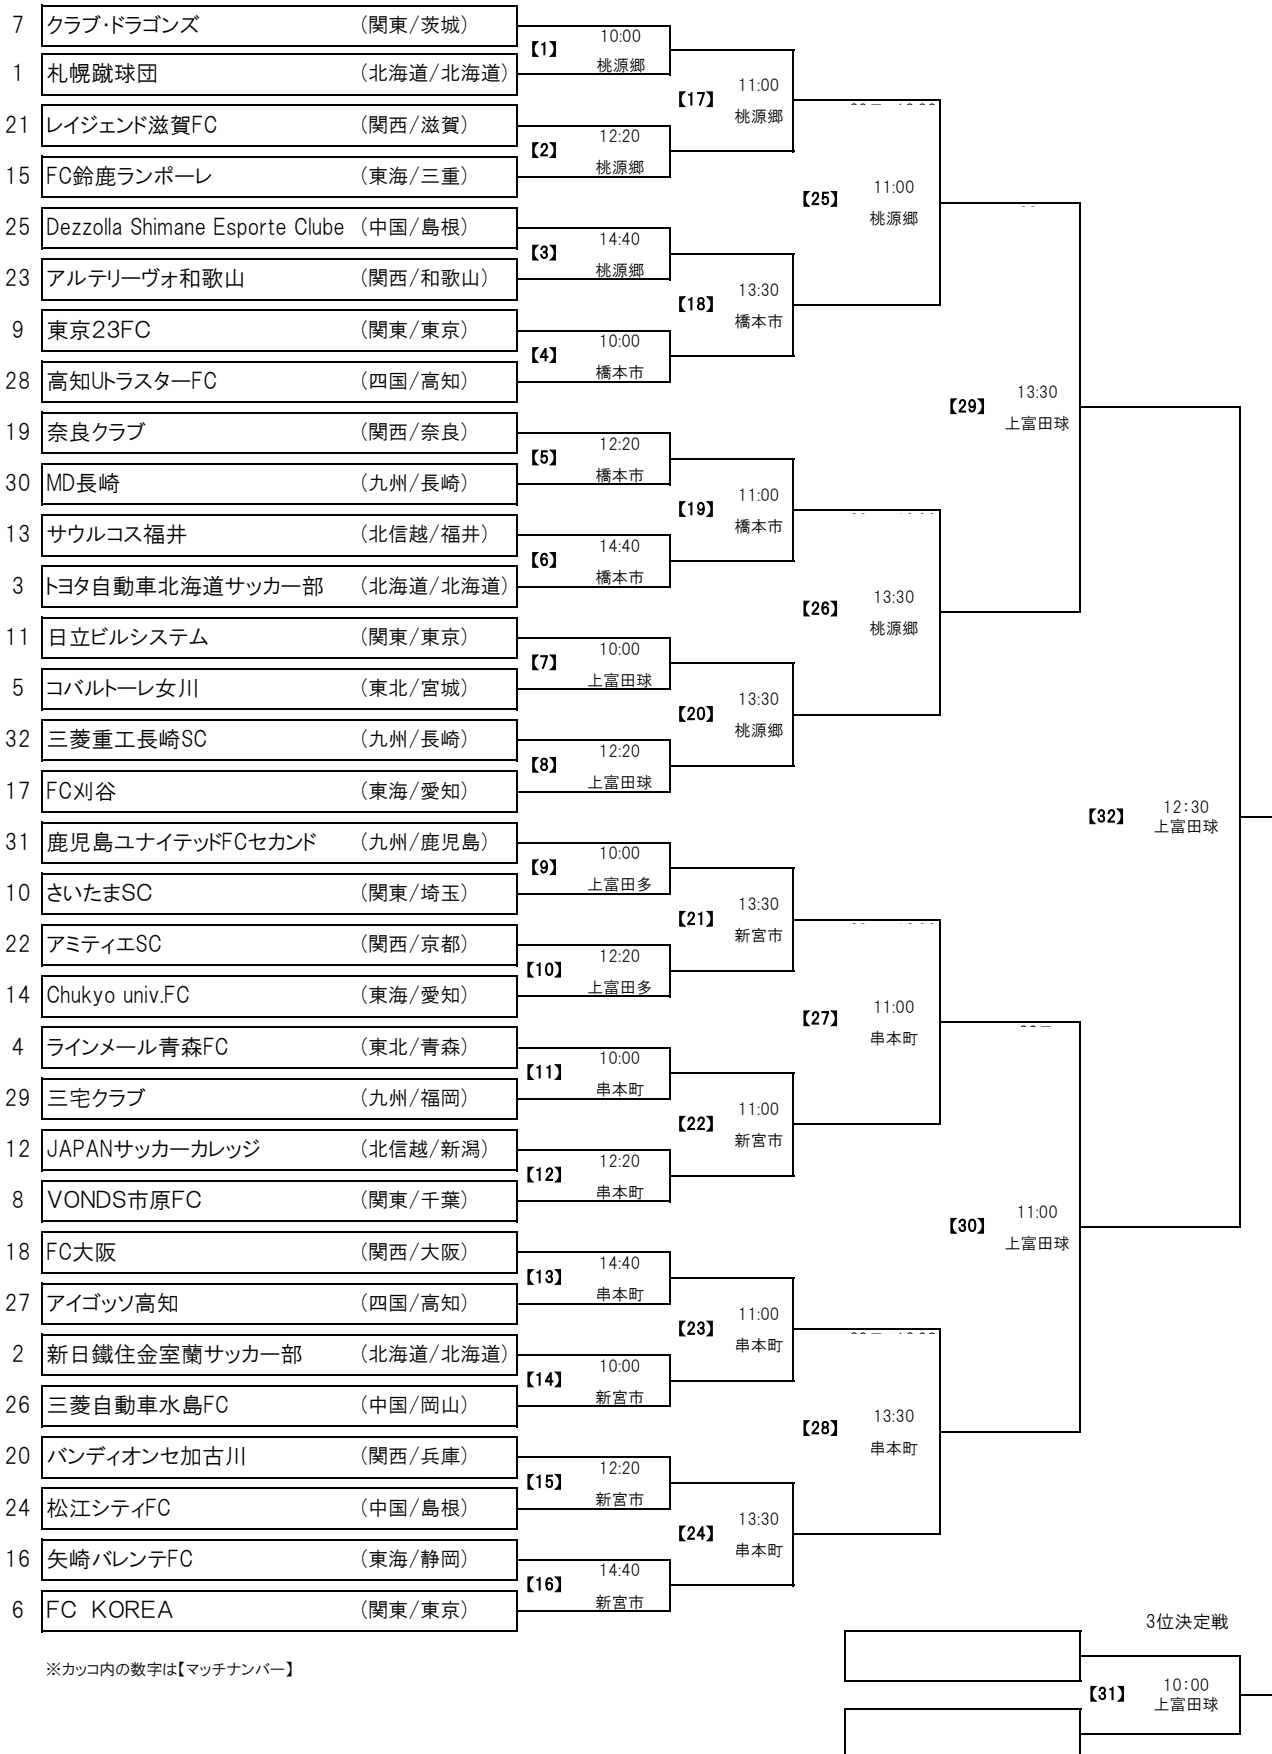 7 クラブ・ドラゴンズ （関東/茨城）
【1】 10:00
桃源郷
1 札幌蹴球団 （北海道/北海道）
【17】 11:00
桃源郷
21 レイジェンド滋賀FC （関西/滋賀）
【2】 12:20
桃源郷
15 FC鈴鹿ランポーレ （東海/三重）
【25】 11:00
桃源郷
25 Dezzolla Shimane Esporte Clube （中国/島根）
【3】 14:40
桃源郷
23 アルテリーヴォ和歌山 （関西/和歌山）
【18】 13:30
橋本市
9 東京23FC （関東/東京）
【4】 10:00
橋本市
28 高知UトラスターFC （四国/高知）
【29】 13:30
上富田球
19 奈良クラブ （関西/奈良）
【5】 12:20
橋本市
30 MD長崎 （九州/長崎）
【19】 11:00
橋本市
13 サウルコス福井 （北信越/福井）
【6】 14:40
橋本市
3 トヨタ自動車北海道サッカー部 （北海道/北海道）
【26】 13:30
桃源郷
11 日立ビルシステム （関東/東京）
【7】 10:00
上富田球
5 コバルトーレ女川 （東北/宮城）
【20】 13:30
桃源郷
32 三菱重工長崎SC （九州/長崎）
【8】 12:20
上富田球
17 FC刈谷 （東海/愛知）
【32】 12：30
上富田球
31 鹿児島ユナイテッドFCセカンド （九州/鹿児島）
【9】 10:00
上富田多
10 さいたまSC （関東/埼玉）
【21】 13:30
新宮市
22 アミティエSC （関西/京都）
【10】 12:20
上富田多
14 Chukyo univ.FC （東海/愛知）
【27】 11:00
串本町
4 ラインメール青森FC （東北/青森）
【11】 10:00
串本町
29 三宅クラブ （九州/福岡）
【22】 11:00
新宮市
12 JAPANサッカーカレッジ （北信越/新潟）
【12】 12:20
串本町
8 VONDS市原FC （関東/千葉）
【30】 11:00
上富田球
18 FC大阪 （関西/大阪）
【13】 14:40
串本町
27 アイゴッソ高知 （四国/高知）
【23】 11:00
串本町
2 新日鐵住金室蘭サッカー部 （北海道/北海道）
【14】 10:00
新宮市
26 三菱自動車水島FC （中国/岡山）
【28】 13:30
串本町
20 バンディオンセ加古川 （関西/兵庫）
【15】 12:20
新宮市
24 松江シティFC （中国/島根）
【24】 13:30
串本町
16 矢崎バレンテFC （東海/静岡）
【16】 14:40
新宮市
6 FC　KOREA （関東/東京）
3位決定戦
※カッコ内の数字は【マッチナンバー】
【31】 10：00
上富田球